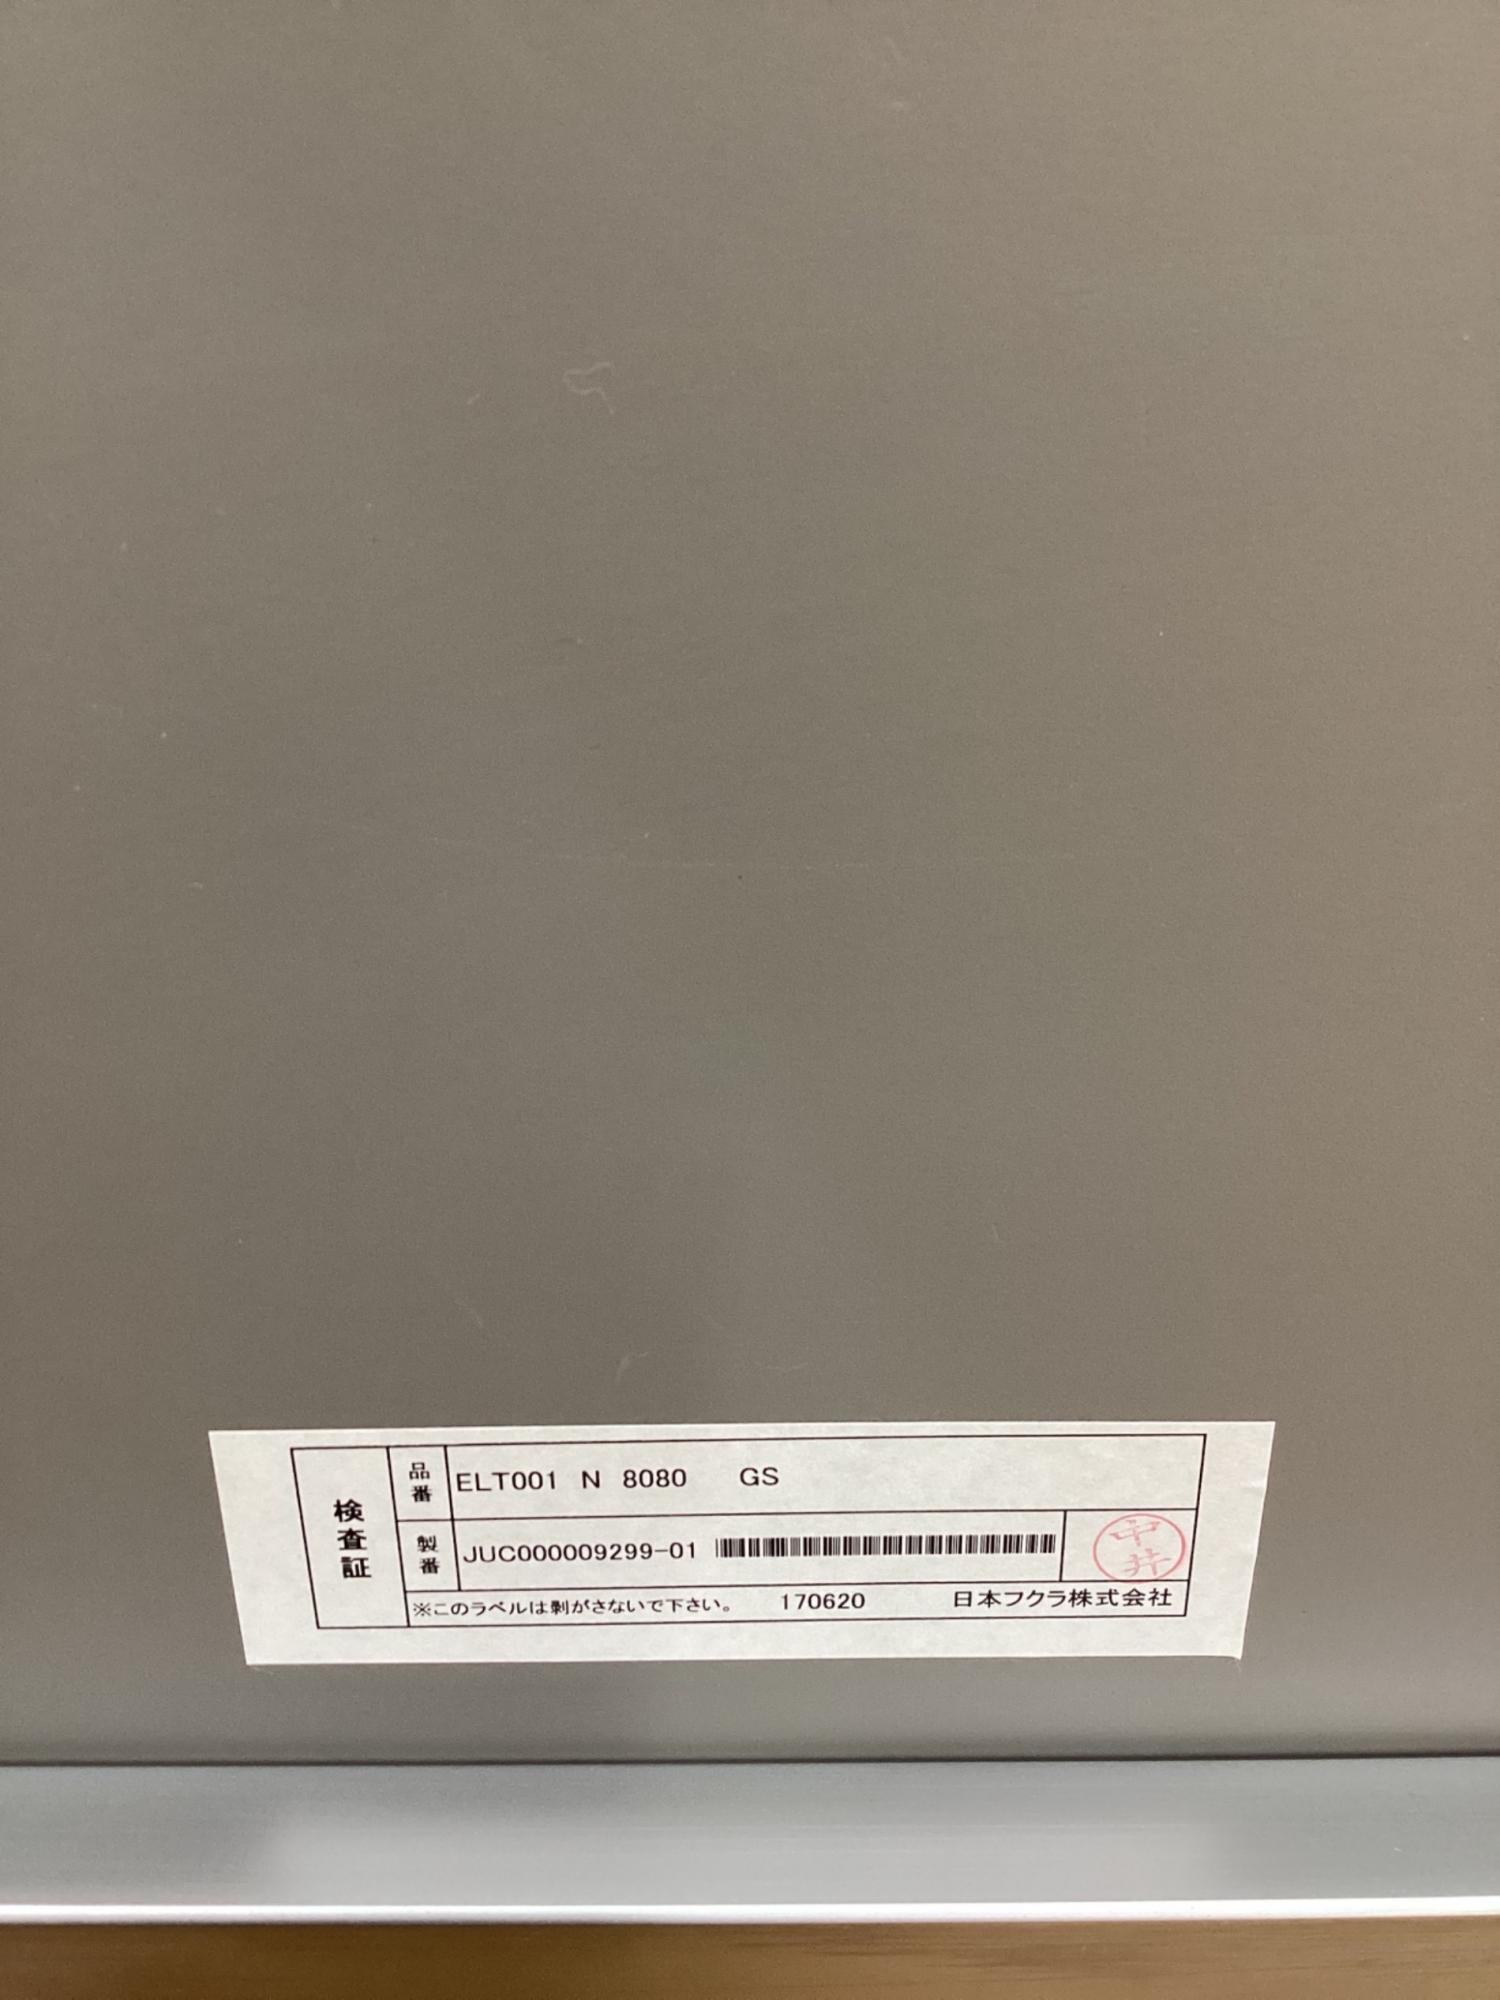 検査証
品番
ELT001 N 8080 GS
製番
JUC000009299-01
中井
※このラベルは剥がさないで下さい。 170620 日本フクラ株式会社